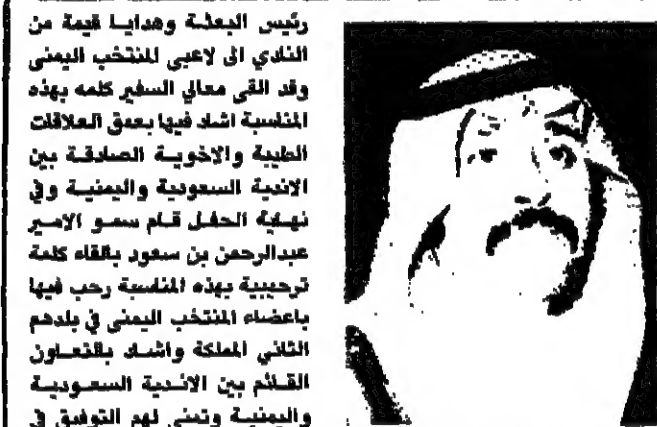 رئيس البعثة وهدايا قيمة من
النادي الى لاعبي المنتخب اليمنى
وقد القى معالي السفير كلمه بهذه
المناسبة اشاد فيها بعمق العلاقات
الطيبة والاخوية الصادقة بين
الاندية السعودية واليمنية وفي
نهاية الحفل قام سمو الامير
عبدالرحمن بن سعود بالقاء كلمة
ترحيبية بهذه المناسبة رحب فيها
باعضاء المنتخب اليمنى في بلدهم
الثاني المملكة واشاد بالتعاون
القائم بين الاندية السعودية
واليمنية وتمنى لهم التوفيق في